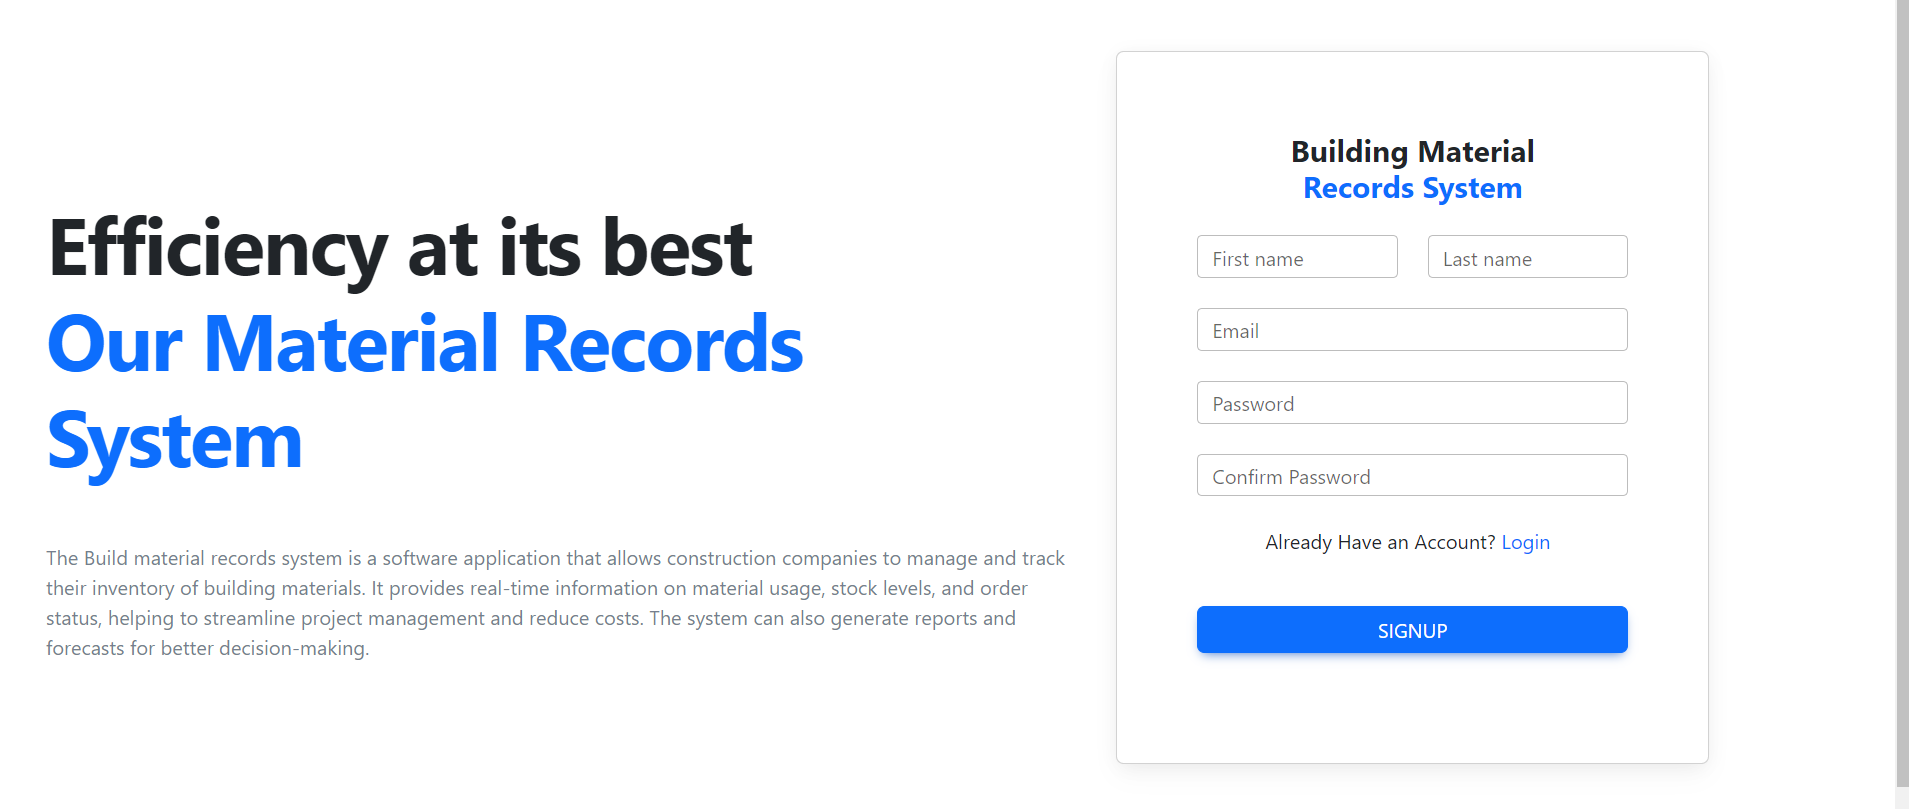 Efficiency at its best
Our Material Records
System
The Build material records system is a software application that allows construction companies to manage and track
their inventory of building materials. It provides real-time information on material usage, stock levels, and order
status, helping to streamline project management and reduce costs. The system can also generate reports and
forecasts for better decision-making.
Building Material
Records System
First name
Last name
Email
Password
Confirm Password
Already Have an Account? Login
SIGNUP